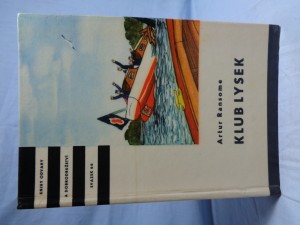 Artur Ransome
KLUB LYSEK
KNIHY ODVAHY
A DOBRODRUŽSTVÍ